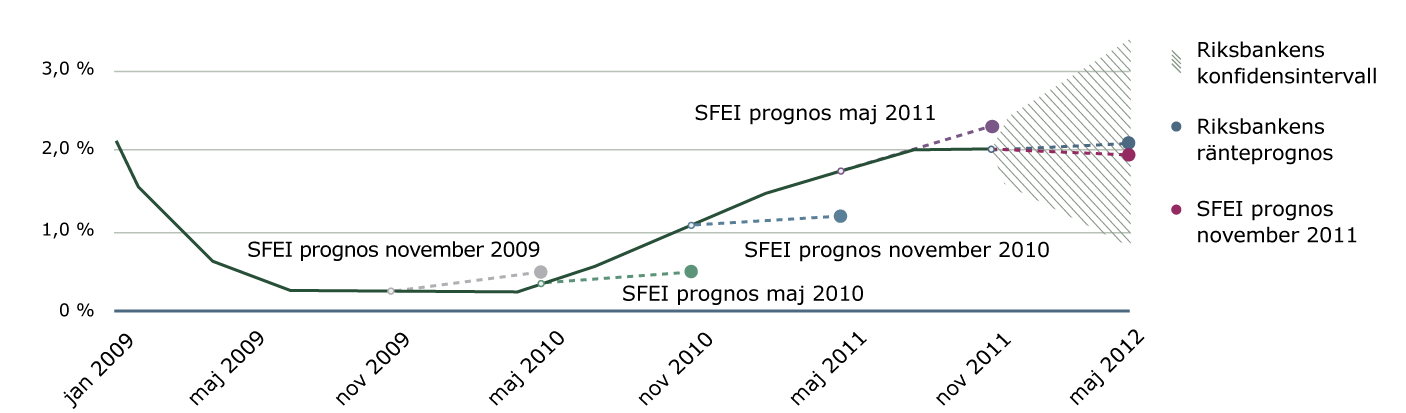 3,0 %
2,0 %
1,0 %
0 %
SFEI prognos maj 2011
SFEI prognos november 2009
SFEI prognos november 2010
SFEI prognos maj 2010
jan 2009
maj 2009
nov 2009
maj 2010
nov 2010
maj 2011
nov 2011
maj 2012
Riksbankens
konfidensintervall
Riksbankens
ränteprognos
SFEI prognos
november 2011